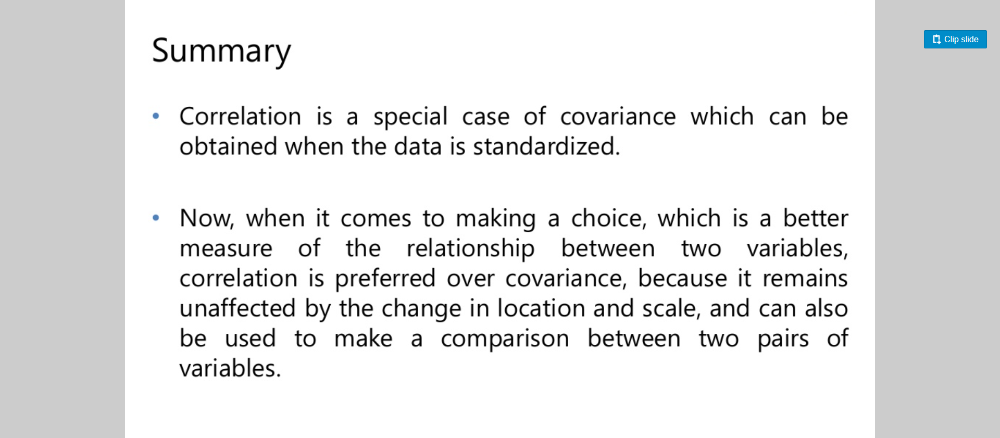 Summary
Clip slide
• Correlation is a special case of covariance which can be
obtained when the data is standardized.
• Now, when it comes to making a choice, which is a better
measure of the relationship between two variables,
correlation is preferred over covariance, because it remains
unaffected by the change in location and scale, and can also
be used to make a comparison between two pairs of
variables.